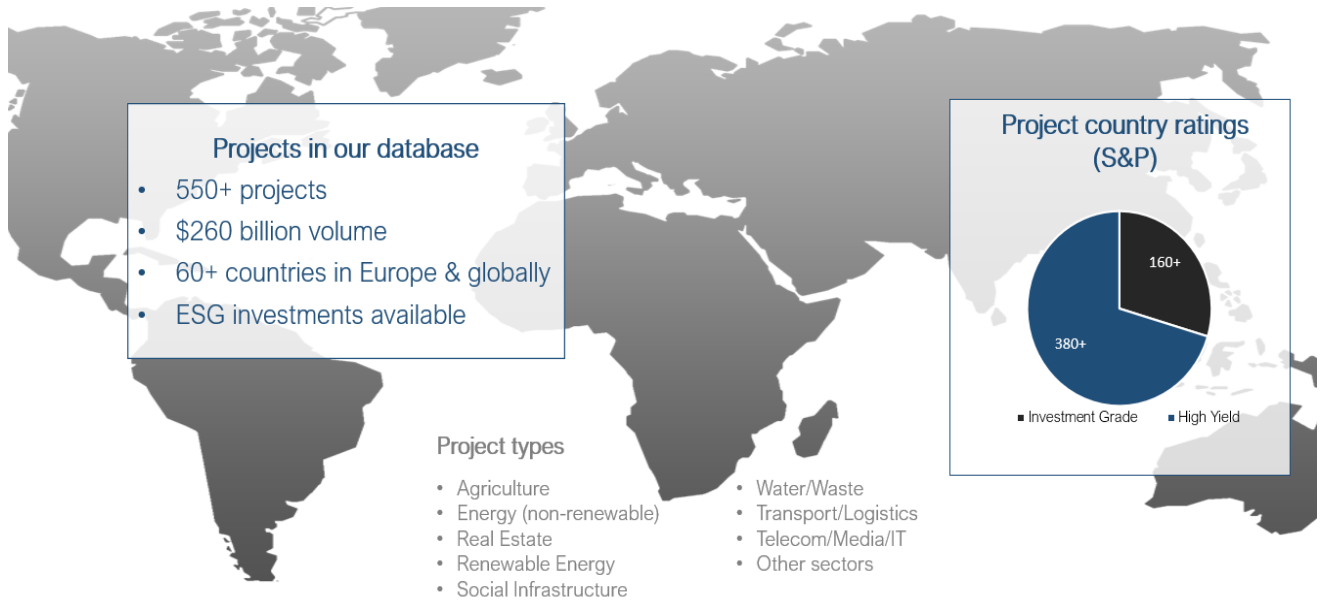 Projects in our database
• 550+ projects
• $260 billion volume
• 60+ countries in Europe & globally
• ESG investments available
Project country ratings
(S&P)
160+
380+
Investment Grade
High Yield
Project types
• Agriculture
• Energy (non-renewable)
• Real Estate
• Renewable Energy
• Social Infrastructure
• Water/Waste
• Transport/Logistics
• Telecom/Media/IT
• Other sectors